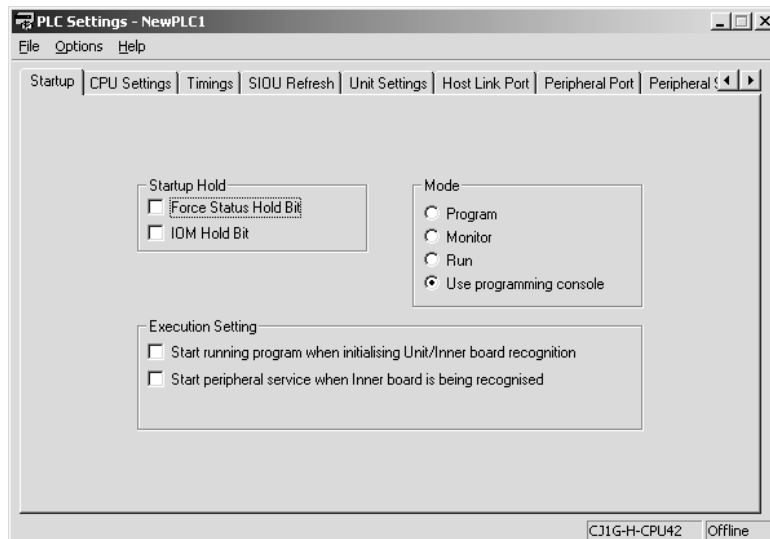 PLC Settings - NewPLC1
File Options Help
Startup CPU Settings Timings SIOU Refresh Unit Settings Host Link Port Peripheral Port Peripheral
Startup Hold
Force Status Hold Bit
IOM Hold Bit
Mode
Program
Monitor
Run
Use programming console
Execution Setting
Start running program when initialising Unit/Inner board recognition
Start peripheral service when Inner board is being recognised
CJ1G-H-CPU42 Offline